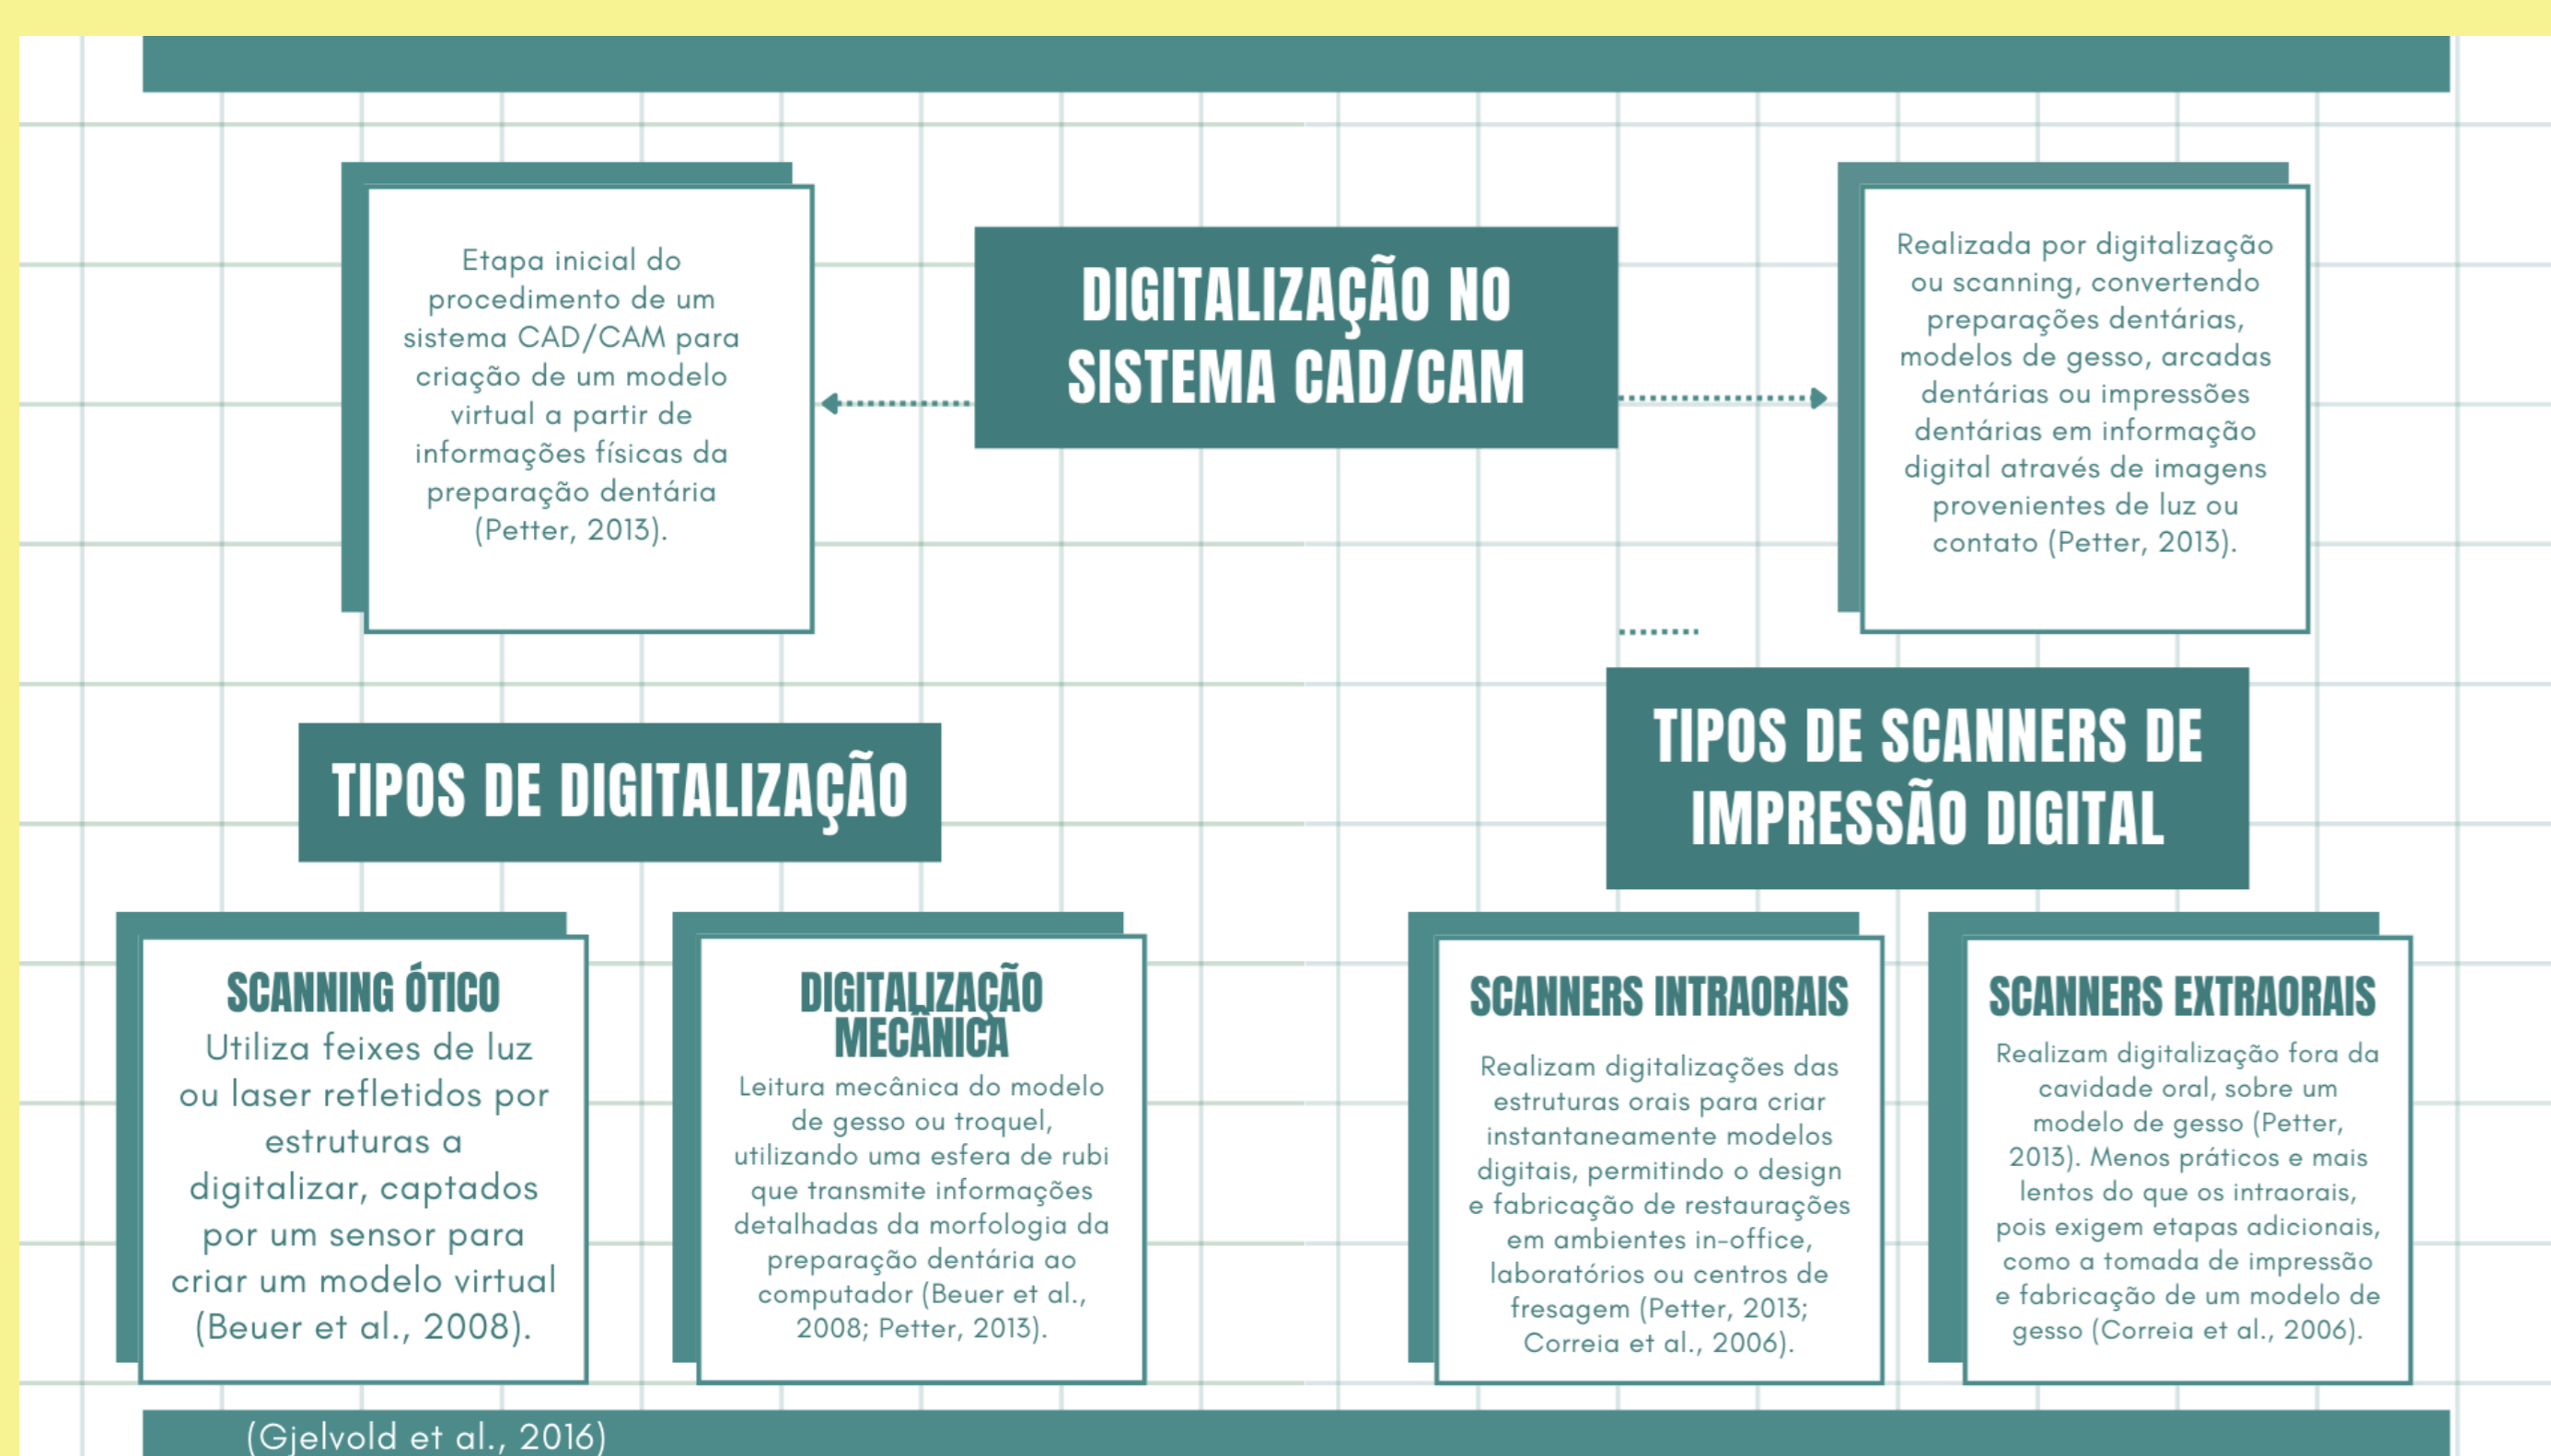 Etapa inicial do
procedimento de um
sistema CAD/CAM para
criação de um modelo
virtual a partir de
informações físicas da
preparação dentária
(Petter, 2013).
DIGITALIZAÇÃO NO
SISTEMA CAD/CAM
Realizada por digitalização
ou scanning, convertendo
preparações dentárias,
modelos de gesso, arcadas
dentárias ou impressões
dentárias em informação
digital através de imagens
provenientes de luz ou
contato (Petter, 2013).
TIPOS DE DIGITALIZAÇÃO
TIPOS DE SCANNERS DE
IMPRESSÃO DIGITAL
SCANNING ÓTICO
Utiliza feixes de luz
ou laser refletidos por
estruturas a
digitalizar, captados
por um sensor para
criar um modelo virtual
(Beuer et al., 2008).
DIGITALIZAÇÃO
MECÂNICA
Leitura mecânica do modelo
de gesso ou troquel,
utilizando uma esfera de rubi
que transmite informações
detalhadas da morfologia da
preparação dentária ao
computador (Beuer et al.,
2008; Petter, 2013).
SCANNERS INTRAORAIS
Realizam digitalizações das
estruturas orais para criar
instantaneamente modelos
digitais, permitindo o design
e fabricação de restaurações
em ambientes in-office,
laboratórios ou centros de
fresagem (Petter, 2013;
Correia et al., 2006).
SCANNERS EXTRAORAIS
Realizam digitalização fora da
cavidade oral, sobre um
modelo de gesso (Petter,
2013). Menos práticos e mais
lentos do que os intraorais,
pois exigem etapas adicionais,
como a tomada de impressão
e fabricação de um modelo de
gesso (Correia et al., 2006).
(Gjelvold et al., 2016)